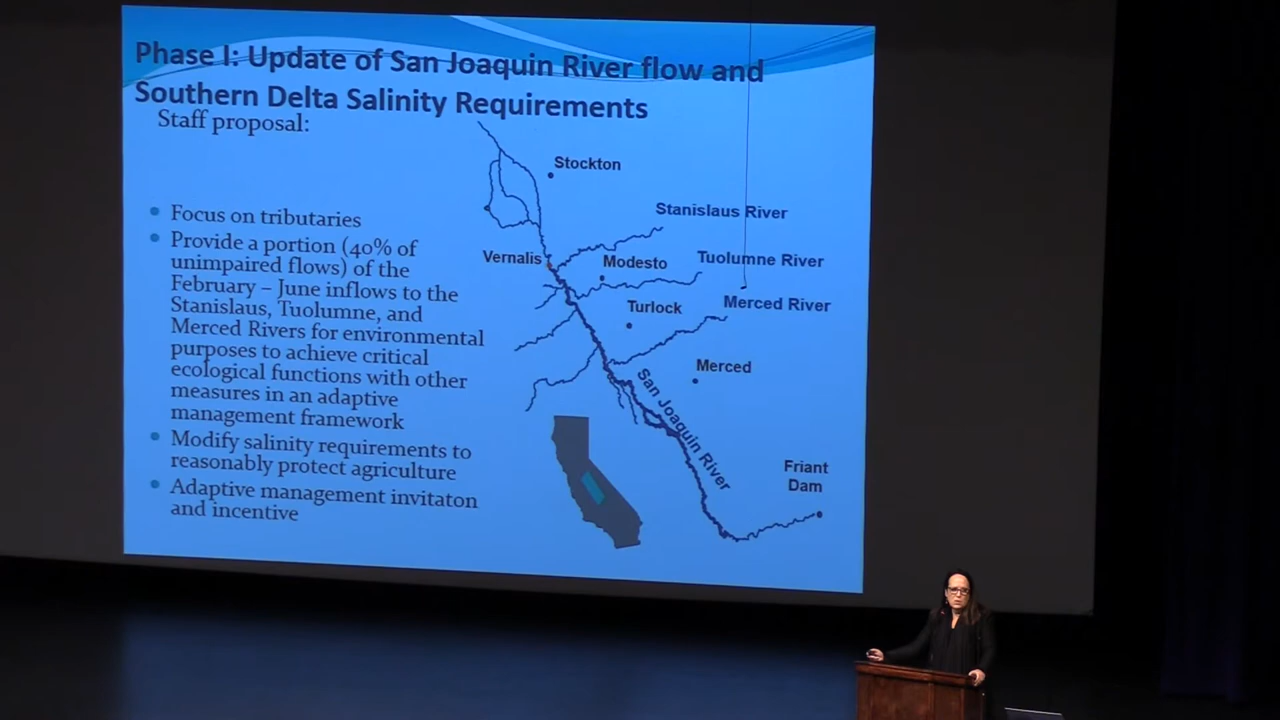 Phase I: Update of San Joaquin River flow and
Southern Delta Salinity Requirements
Staff proposal:
• Focus on tributaries
• Provide a portion (40% of
unimpaired flows) of the
February – June inflows to the
Stanislaus, Tuolumne, and
Merced Rivers for environmental
purposes to achieve critical
ecological functions with other
measures in an adaptive
management framework
• Modify salinity requirements to
reasonably protect agriculture
• Adaptive management invitaton
and incentive
Stockton
Stanislaus River
Vernalis
Modesto
Tuolumne River
Turlock
Merced River
Merced
San Joaquin River
Friant
Dam